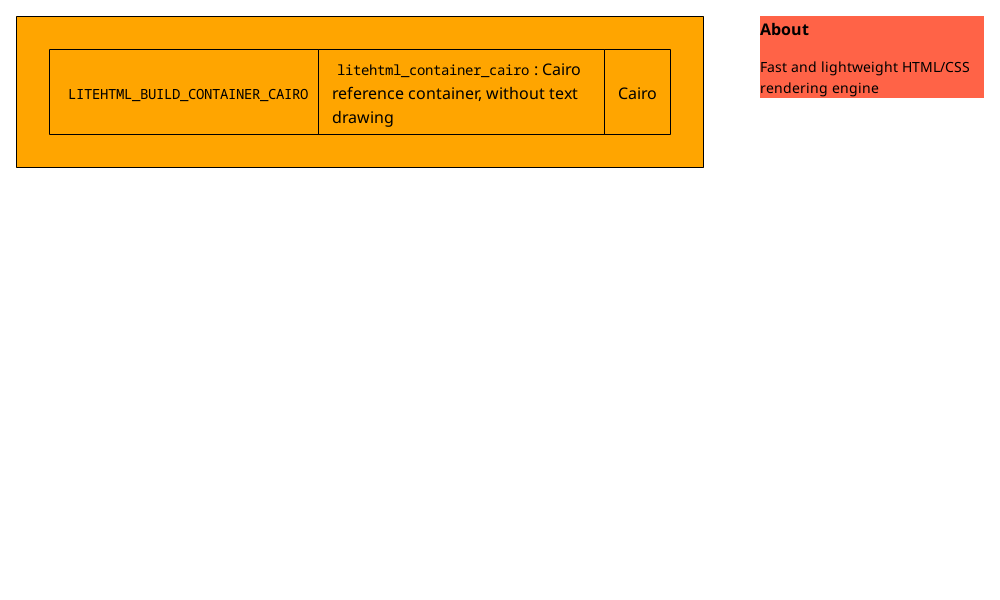 LITEHTML_BUILD_CONTAINER_CAIRO
litehtml_container_cairo : Cairo
reference container, without text
drawing
Cairo
About
Fast and lightweight HTML/CSS
rendering engine